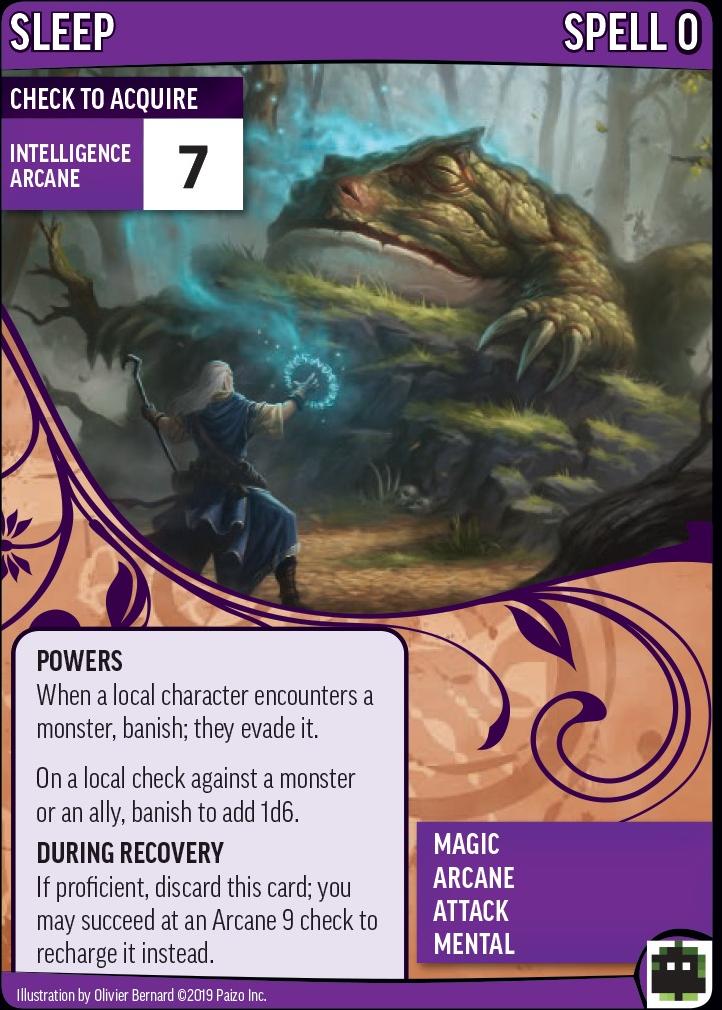 SLEEP
SPELL 0
CHECK TO ACQUIRE
INTELLIGENCE
ARCANE
7
POWERS
When a local character encounters a
monster, banish; they evade it.
On a local check against a monster
or an ally, banish to add 1d6.
DURING RECOVERY
If proficient, discard this card; you
may succeed at an Arcane 9 check to
recharge it instead.
MAGIC
ARCANE
ATTACK
MENTAL
Illustration by Olivier Bernard ©2019 Paizo Inc.